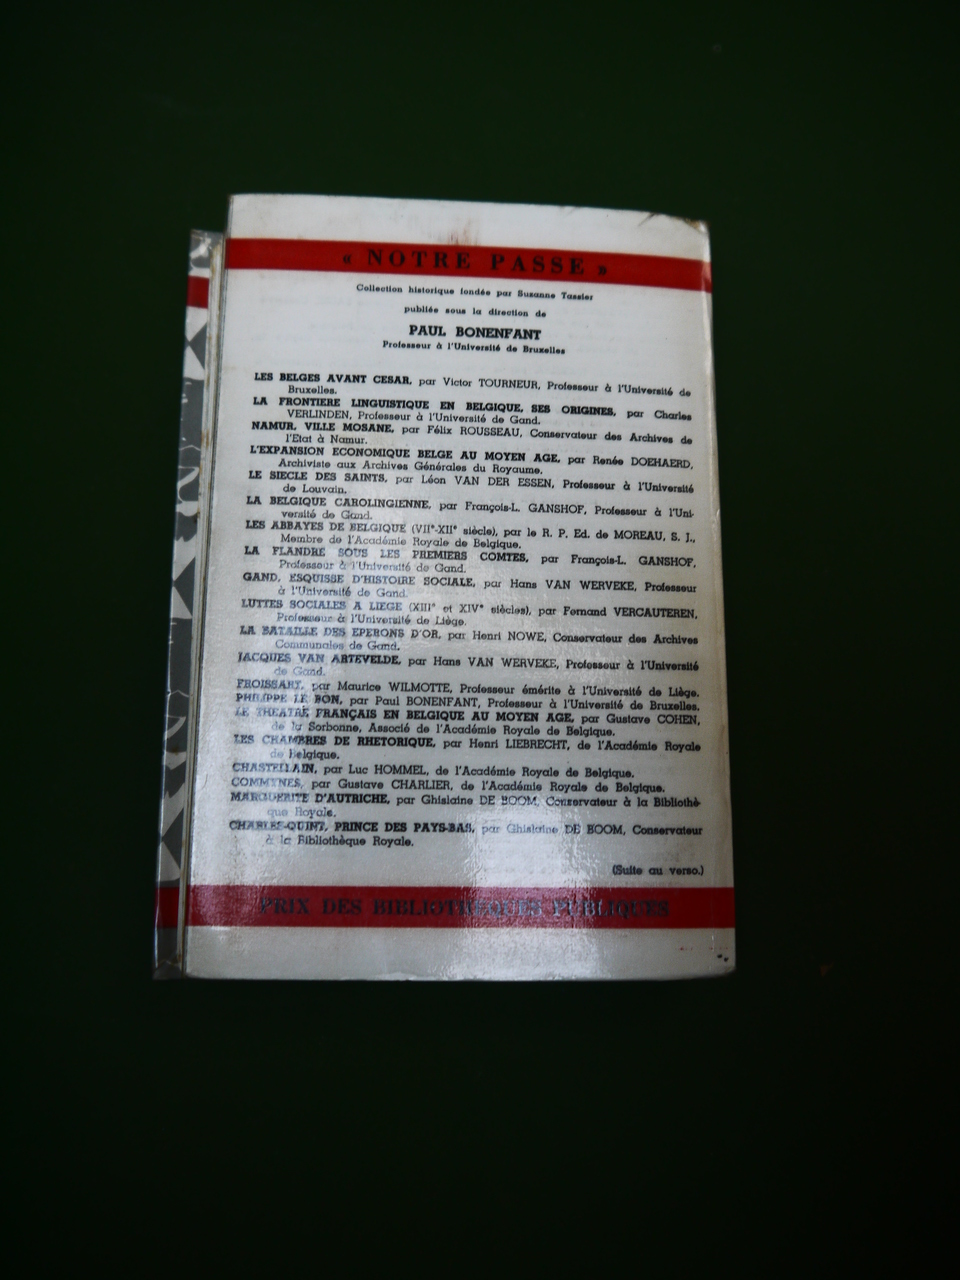 « NOTRE PASSE »
Collection historique fondée par Suzanne Tassier
publiée sous la direction de
PAUL BONENFANT
Professeur à l'Université de Bruxelles
LES BELGES AVANT CESAR, par Victor TOURNEUR, Professeur à l'Université de
Bruxelles.
LA FRONTIERE LINGUISTIQUE EN BELGIQUE, SES ORIGINES, par Charles
VERLINDEN, Professeur à l'Université de Gand.
NAMUR, VILLE MOSANE, par Félix ROUSSEAU, Conservateur des Archives de
l'Etat à Namur.
L'EXPANSION ECONOMIQUE BELGE AU MOYEN AGE, par Renée DOEHAERD,
Archiviste aux Archives Générales du Royaume.
LE SIECLE DES SAINTS, par Léon VAN DER ESSEN, Professeur à l'Université
de Louvain.
LA BELGIQUE CAROLINGIENNE, par François-L. GANSHOF, Professeur à l'Uni-
versité de Gand.
LES ABBAYES DE BELGIQUE (VIIe-XIIe siècle), par le R. P. Ed. de MOREAU, S. J.,
Membre de l'Académie Royale de Belgique.
LA FLANDRE SOUS LES PREMIERS COMTES, par François-L. GANSHOF,
Professeur à l'Université de Gand.
GAND, ESQUISSE D'HISTOIRE SOCIALE, par Hans VAN WERVEKE, Professeur
à l'Université de Gand.
LUTTES SOCIALES A LIEGE (XIIIe et XIVe siècles), par Fernand VERCAUTEREN,
Professeur à l'Université de Liège.
LA BATAILLE DES EPERONS D'OR, par Henri NOWE, Conservateur des Archives
Communales de Gand.
JACQUES VAN ARTEVELDE, par Hans VAN WERVEKE, Professeur à l'Université
de Gand.
FROISSART, par Maurice WILMOTTE, Professeur émérite à l'Université de Liège.
PHILIPPE LE BON, par Paul BONENFANT, Professeur à l'Université de Bruxelles.
LE THEATRE FRANÇAIS EN BELGIQUE AU MOYEN AGE, par Gustave COHEN,
de la Sorbonne, Associé de l'Académie Royale de Belgique.
LES CHAMBRES DE RHETORIQUE, par Henri LIEBRECHT, de l'Académie Royale
de Belgique.
CHASTELLAIN, par Luc HOMMEL, de l'Académie Royale de Belgique.
COMMYNES, par Gustave CHARLIER, de l'Académie Royale de Belgique.
MARGUERITE D'AUTRICHE, par Ghislaine DE BOOM, Conservateur à la Bibliothè-
que Royale.
CHARLES-QUINT, PRINCE DES PAYS-BAS, par Ghislaine DE BOOM, Conservateur
à la Bibliothèque Royale.
(Suite au verso.)
PRIX DES BIBLIOTHEQUES PUBLIQUES